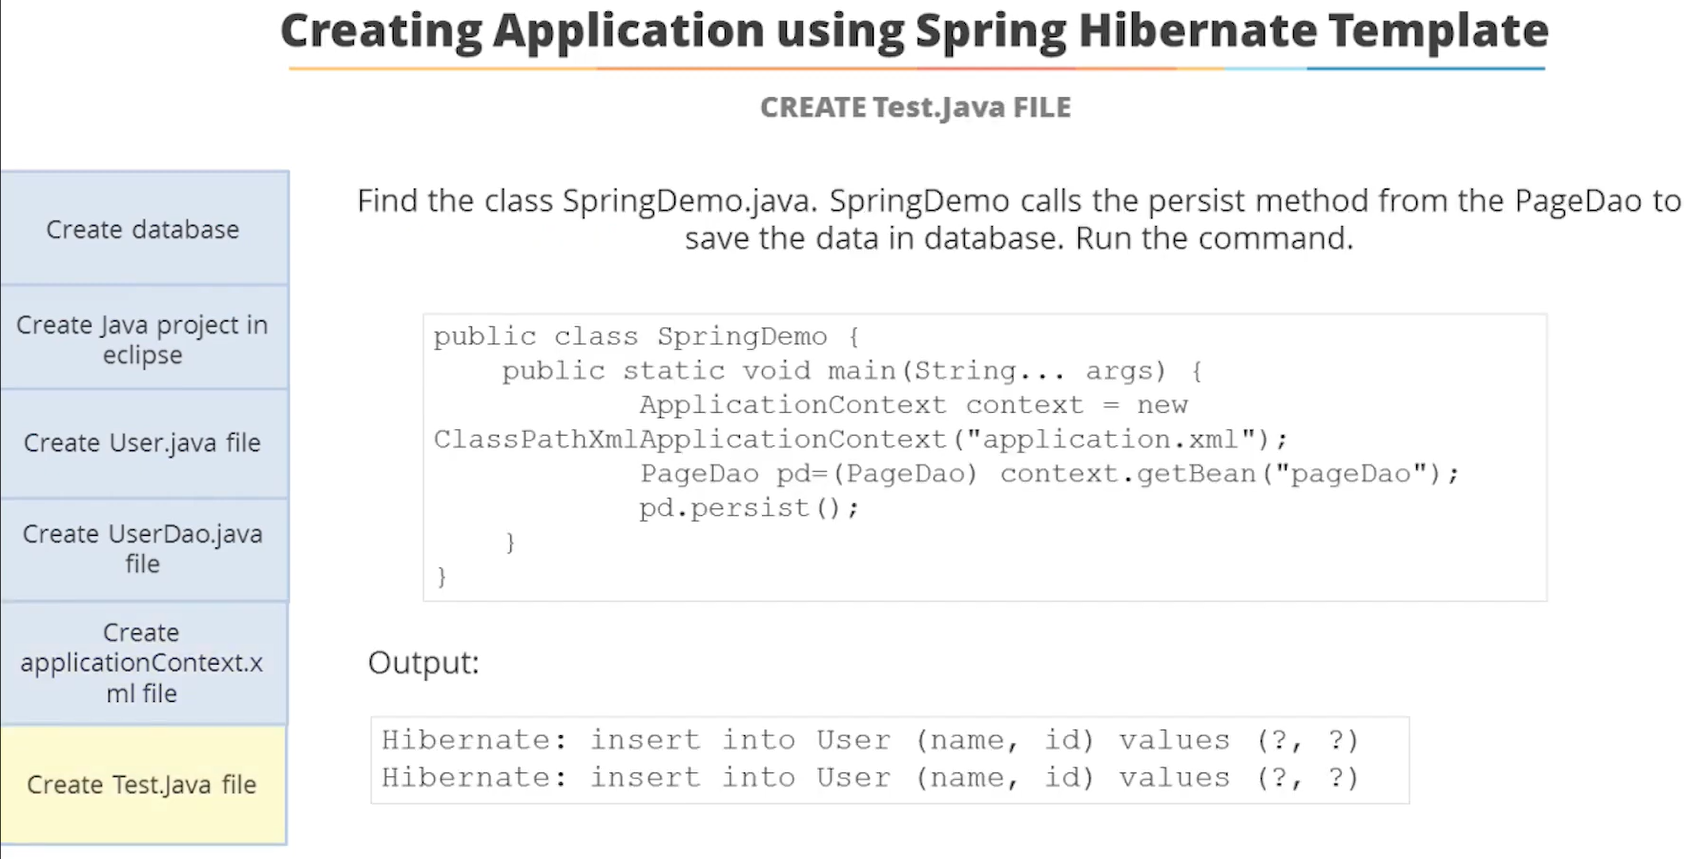 Creating Application using Spring Hibernate Template
CREATE Test.Java FILE
Create database
Create Java project in
eclipse
Create User.java file
Create UserDao.java
file
Create
applicationContext.x
ml file
Create Test.Java file
Find the class SpringDemo.java. SpringDemo calls the persist method from the PageDao to
save the data in database. Run the command.
public class SpringDemo {
    public static void main(String... args) {
            ApplicationContext context = new
ClassPathXmlApplicationContext("application.xml");
            PageDao pd=(PageDao) context.getBean("pageDao");
            pd.persist();
    }
}
Output:
Hibernate: insert into User (name, id) values (?, ?)
Hibernate: insert into User (name, id) values (?, ?)